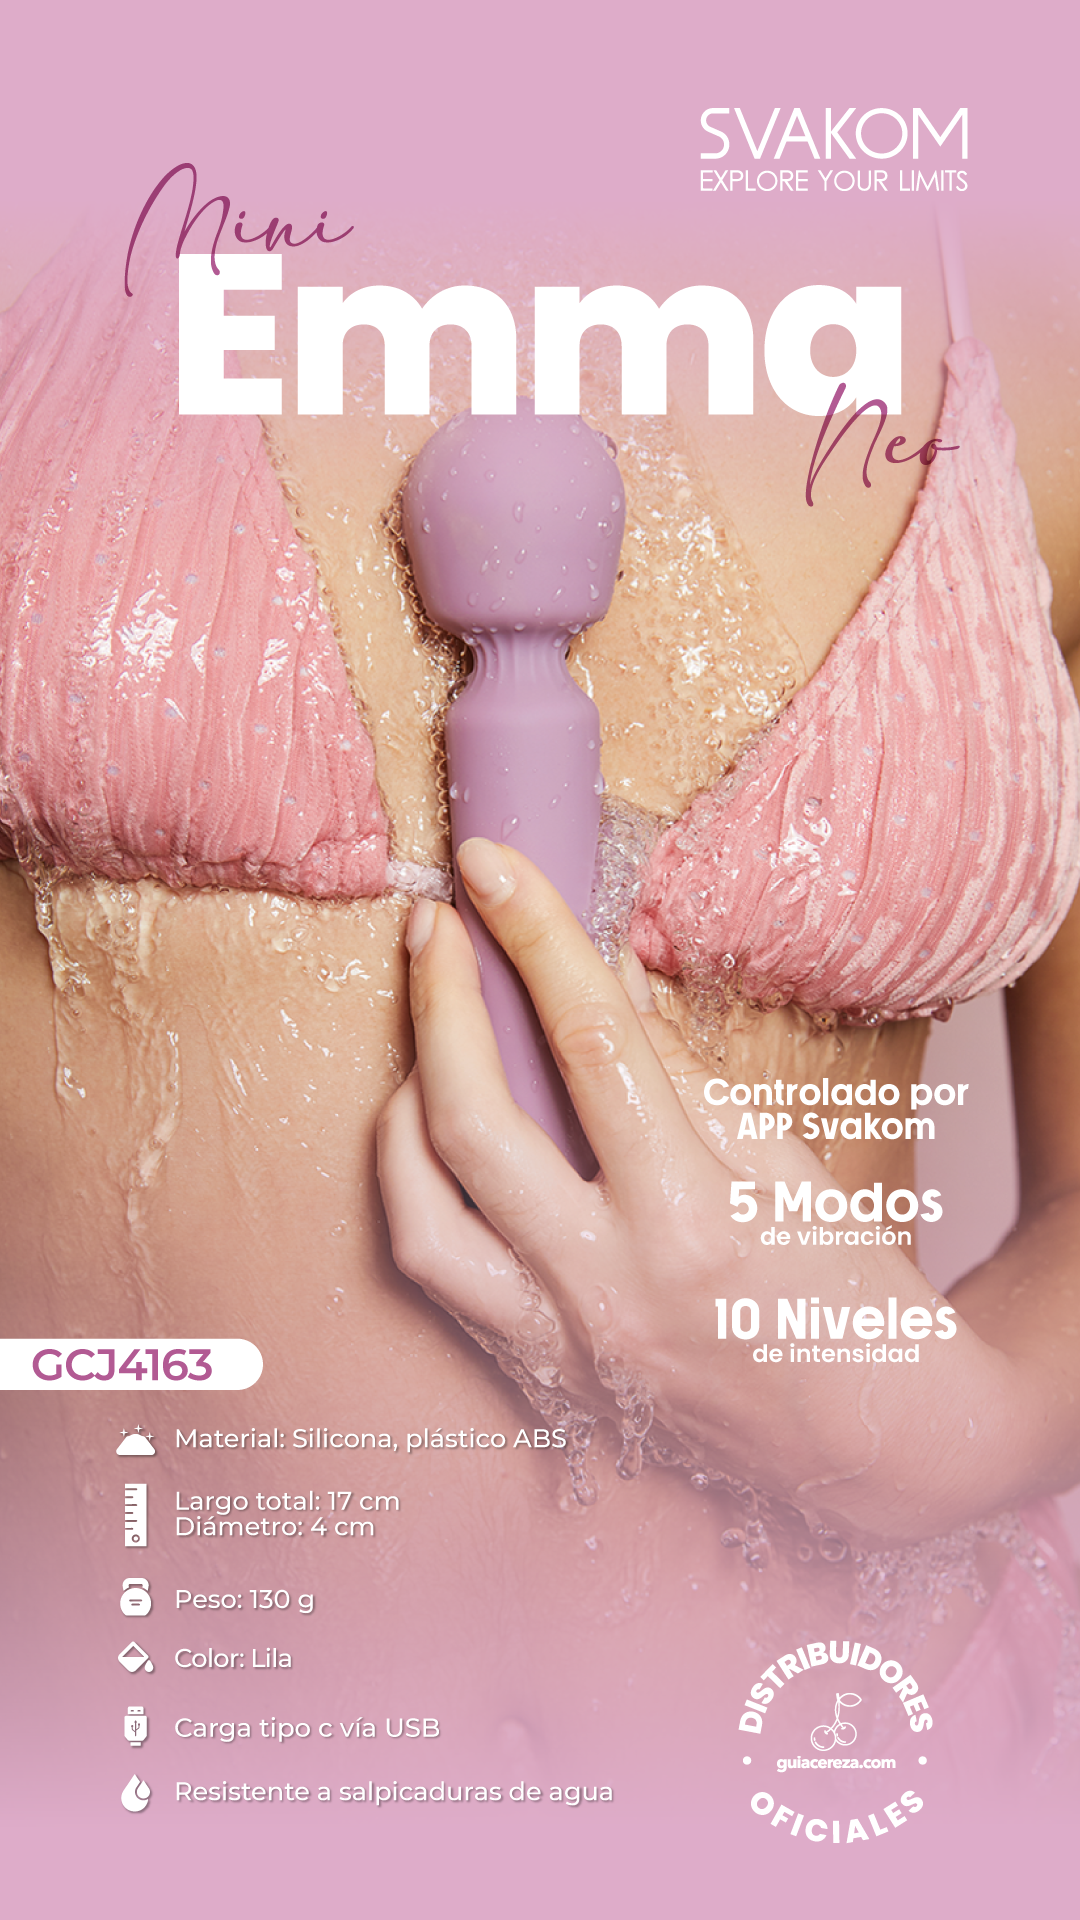 SVAKOM
EXPLORE YOUR LIMITS
Mini
Emma
Neo
Controlado por
APP Svakom
5 Modos
de vibración
10 Niveles
de intensidad
GCJ4163
Material: Silicona, plástico ABS
Largo total: 17 cm
Diámetro: 4 cm
Peso: 130 g
Color: Lila
Carga tipo c vía USB
Resistente a salpicaduras de agua
DISTRIBUIDORES
guiacereza.com
OFICIALES